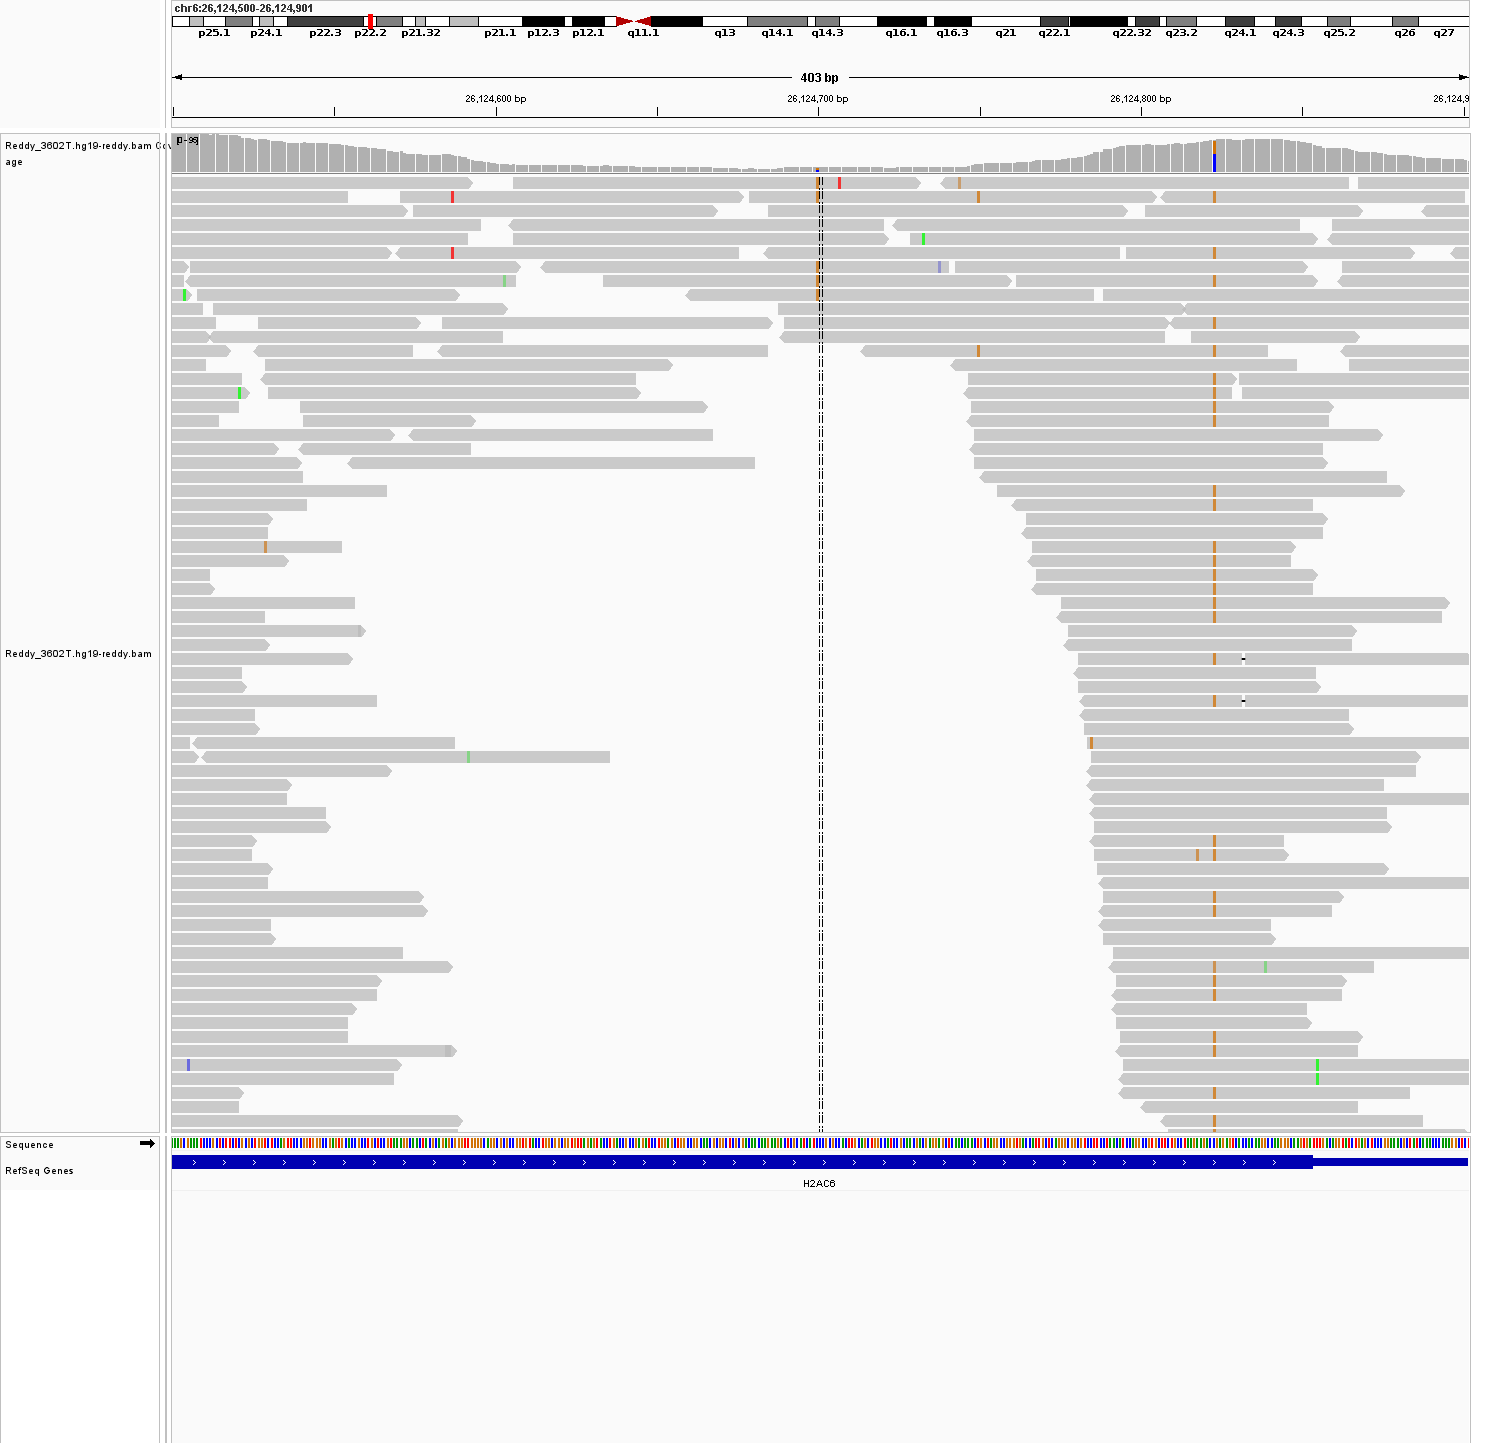 chr6:26,124,500-26,124,901
p25.1 p24.1 p22.3 p22.2 p21.32 p21.1 p12.3 p12.1 q11.1 q13 q14.1 q14.3 q16.1 q16.3 q21 q22.1 q22.32 q23.2 q24.1 q24.3 q25.2 q26 q27
403 bp
26,124,600 bp 26,124,700 bp 26,124,800 bp 26,124,9
Reddy_3602T.hg19-reddy.bam Cov
age
Reddy_3602T.hg19-reddy.bam
Sequence
RefSeq Genes
H2AC6